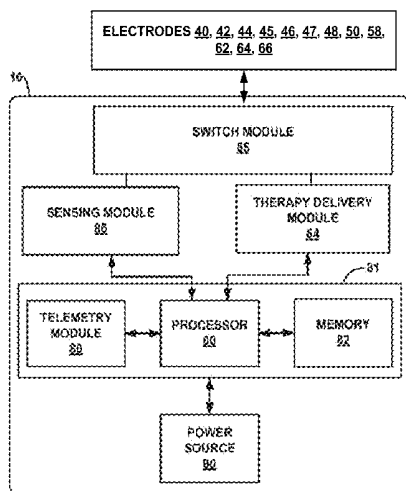 ELECTRODES 40, 42, 44, 45, 46, 47, 48, 50, 58,
62, 64, 66
16
SWITCH MODULE
85
SENSING MODULE
86
THERAPY DELIVERY
MODULE
84
81
TELEMETRY
MODULE
88
PROCESSOR
80
MEMORY
82
POWER
SOURCE
90